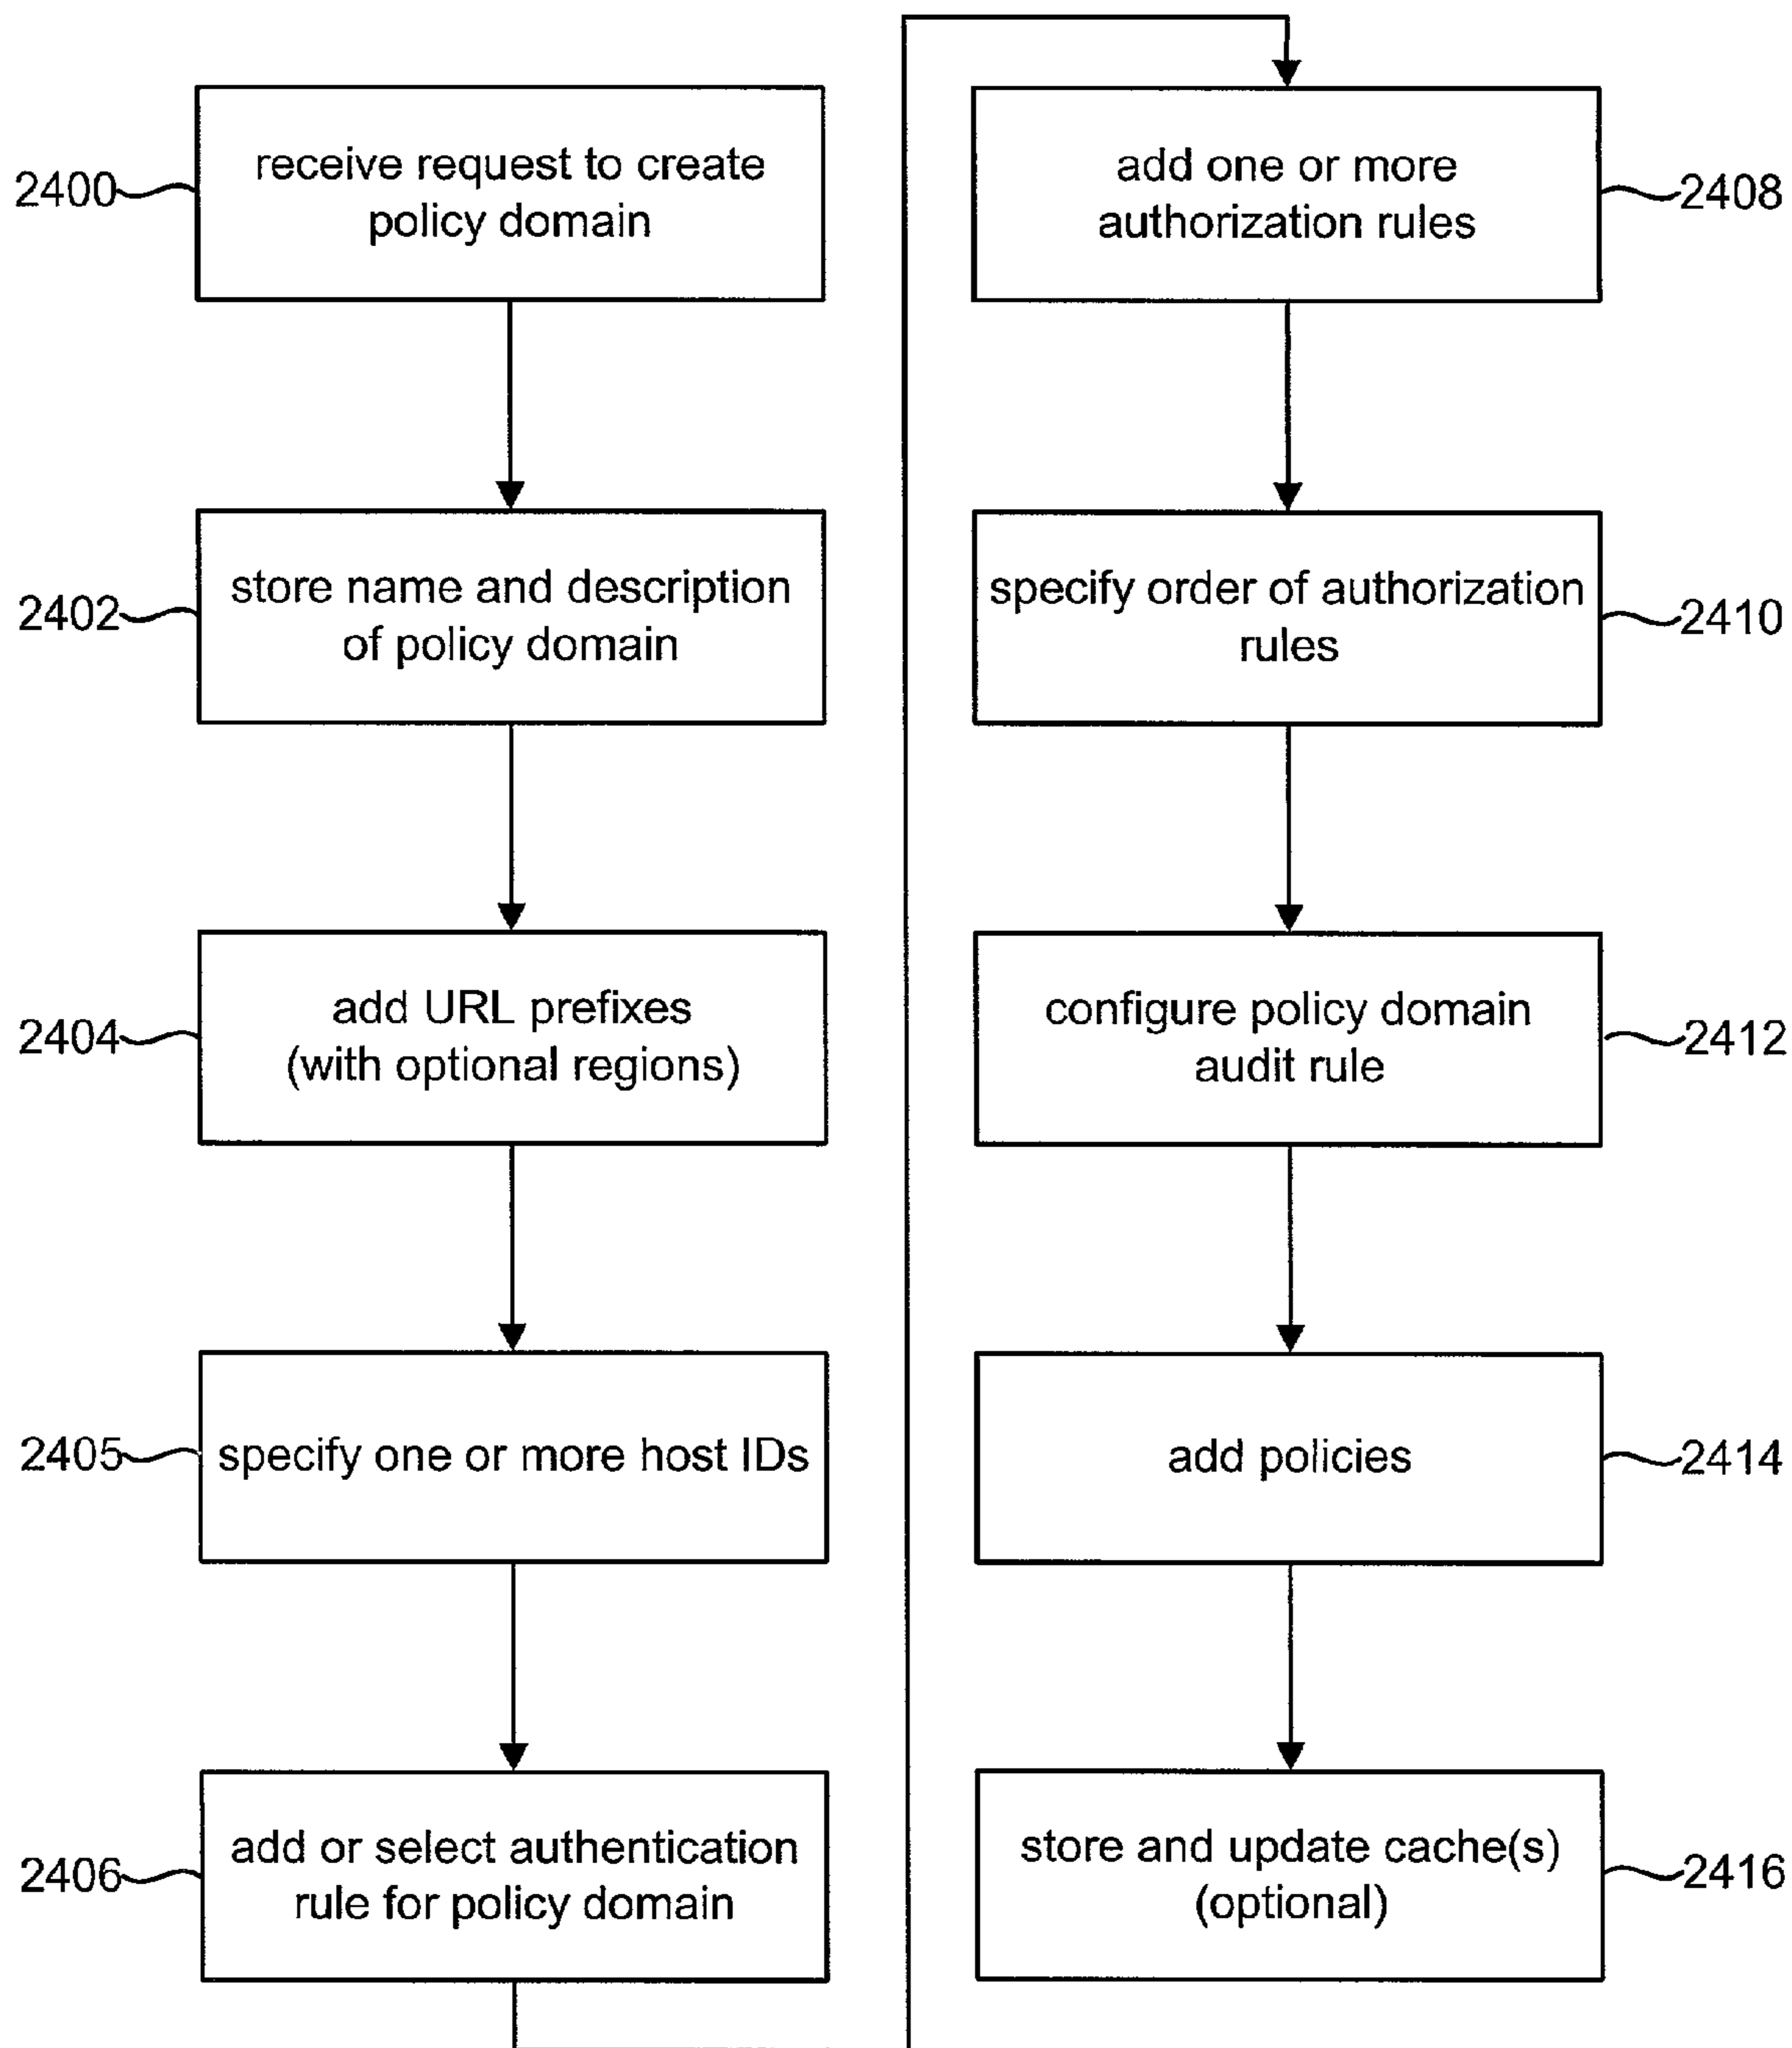 2400
receive request to create
policy domain
2402
store name and description
of policy domain
2404
add URL prefixes
(with optional regions)
2405
specify one or more host IDs
2406
add or select authentication
rule for policy domain
add one or more
authorization rules
2408
specify order of authorization
rules
2410
configure policy domain
audit rule
2412
add policies
2414
store and update cache(s)
(optional)
2416